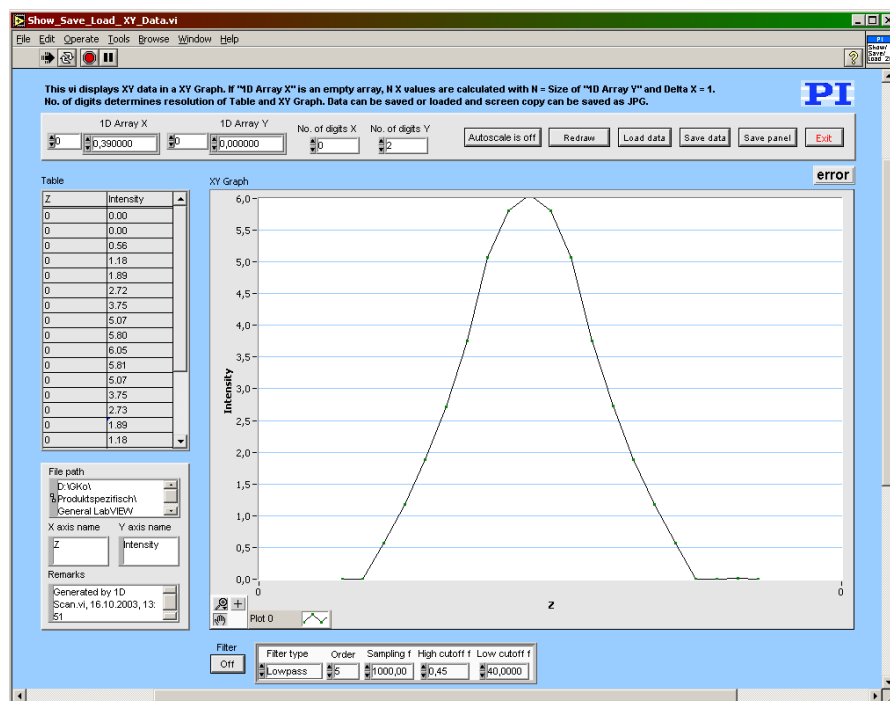 Show_Save_Load_ XY_Data.vi
File Edit Operate Tools Browse Window Help
PI
Show/
Save/
This vi displays XY data in a XY Graph. If "1D Array X" is an empty array, N X values are calculated with N = Size of "1D Array Y" and Delta X = 1.
No. of digits determines resolution of Table and XY Graph. Data can be saved or loaded and screen copy can be saved as JPG.
PI
1D Array X 1D Array Y No. of digits X No. of digits Y
0 0,390000 0 0,000000 0 2
Autoscale is off Redraw Load data Save data Save panel Exit
error
Table
Z Intensity
0 0.00
0 0.00
0 0.56
0 1.18
0 1.89
0 2.72
0 3.75
0 5.07
0 5.80
0 6.05
0 5.81
0 5.07
0 3.75
0 2.73
0 1.89
0 1.18
XY Graph
6,0
5,0
4,5
4,0
3,5
3,0
2,5
2,0
1,5
1,0
0,5
0,0
Intensity
0 0
Z
Plot 0
File path
D:\GKo\
Produktspezifisch\
General LabVIEW
X axis name Y axis name
Z Intensity
Remarks
Generated by 1D
Scan.vi, 16.10.2003, 13:
51
Filter
Off
Filter type Order Sampling f High cutoff f Low cutoff f
Lowpass 5 1000,00 0,45 40,0000